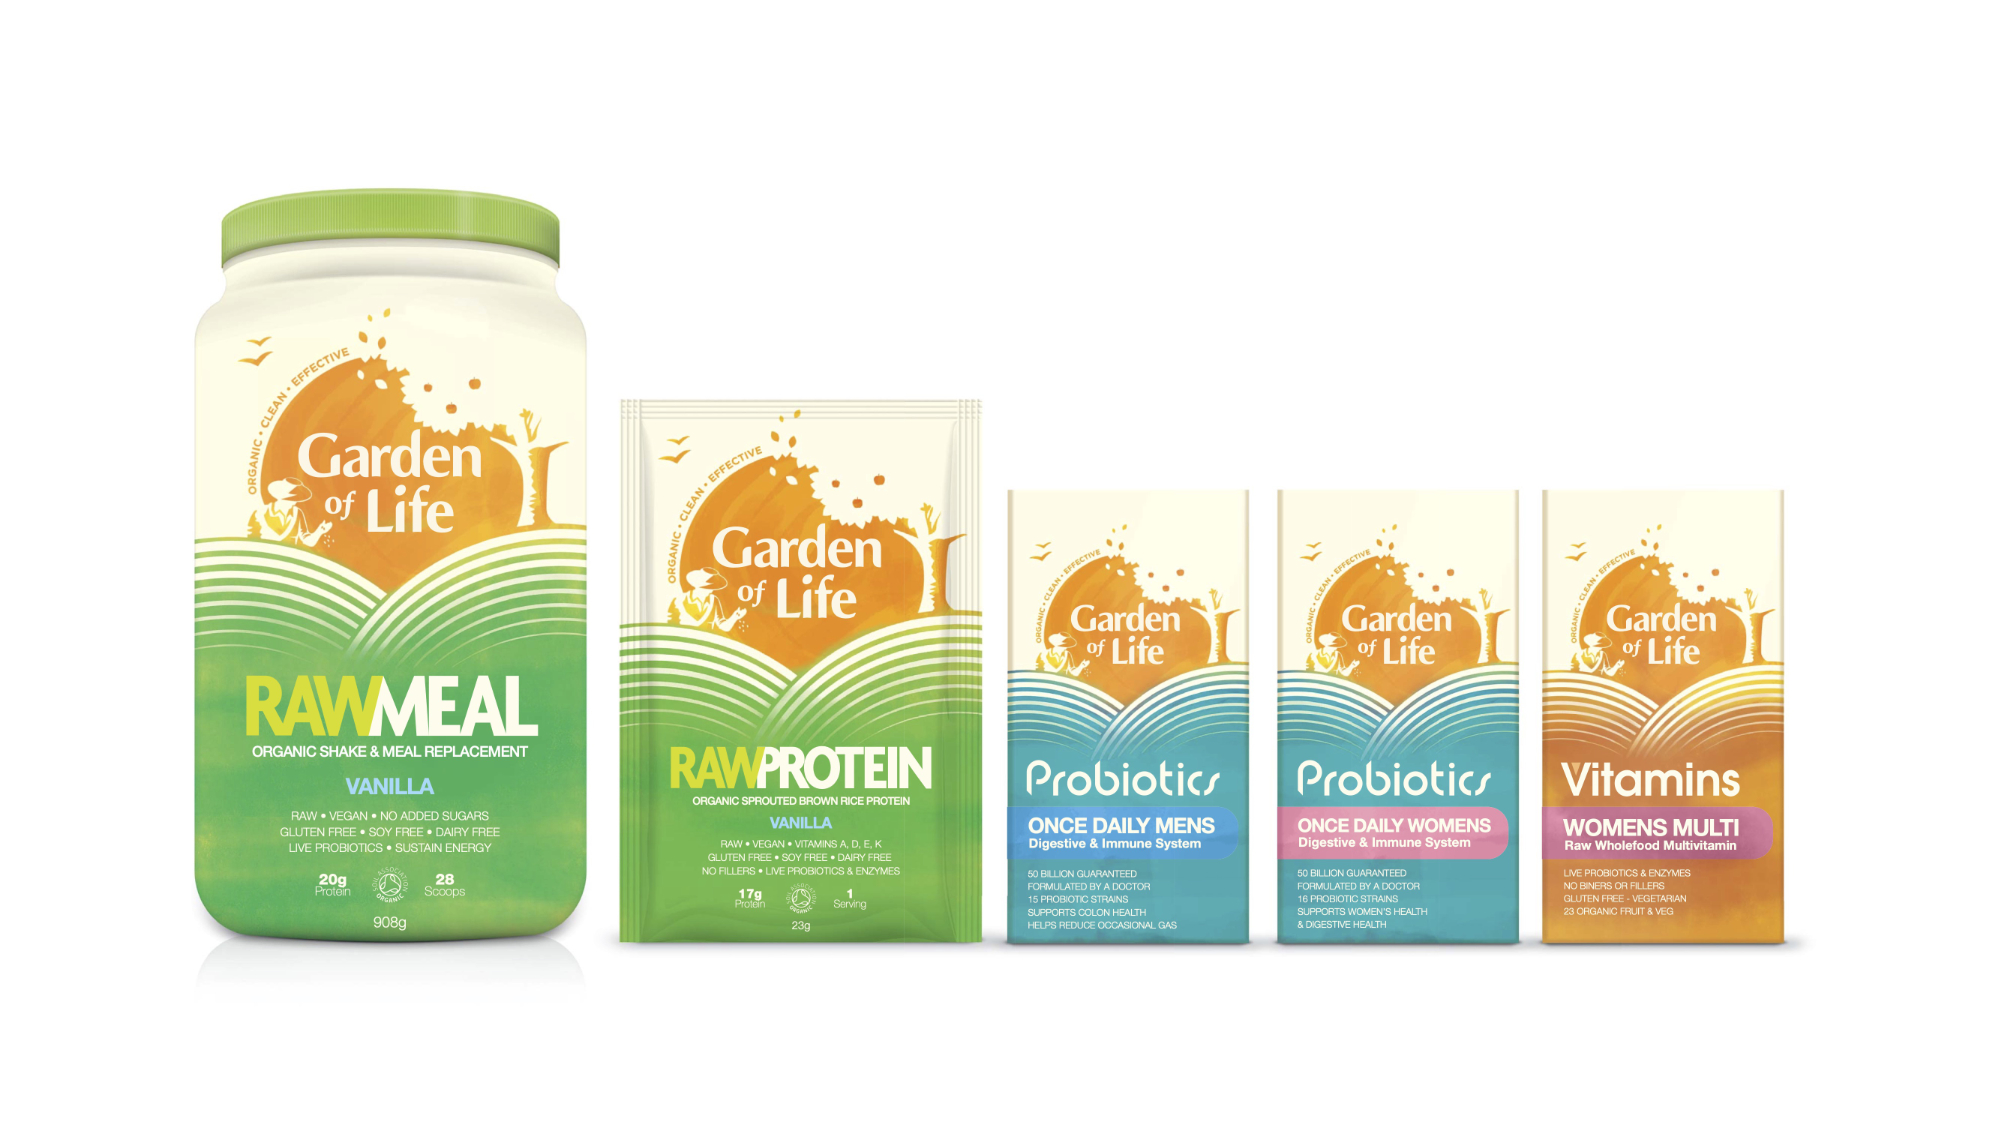 ORGANIC • CLEAN • EFFECTIVE
Garden
of Life
RAWMEAL
ORGANIC SHAKE & MEAL REPLACEMENT
VANILLA
RAW • VEGAN • NO ADDED SUGARS
GLUTEN FREE • SOY FREE • DAIRY FREE
LIVE PROBIOTICS • SUSTAIN ENERGY
20g
Protein
SOIL ASSOCIATION
ORGANIC
28
Scoops
908g
ORGANIC • CLEAN • EFFECTIVE
Garden
of Life
RAWPROTEIN
ORGANIC SPROUTED BROWN RICE PROTEIN
VANILLA
RAW • VEGAN • VITAMINS A, D, E, K
GLUTEN FREE • SOY FREE • DAIRY FREE
NO FILLERS • LIVE PROBIOTICS & ENZYMES
17g
Protein
SOIL ASSOCIATION
ORGANIC
1
Serving
23g
ORGANIC • CLEAN • EFFECTIVE
Garden
of Life
Probiotics
ONCE DAILY MENS
Digestive & Immune System
50 BILLION GUARANTEED
FORMULATED BY A DOCTOR
15 PROBIOTIC STRAINS
SUPPORTS COLON HEALTH
HELPS REDUCE OCCASIONAL GAS
ORGANIC • CLEAN • EFFECTIVE
Garden
of Life
Probiotics
ONCE DAILY WOMENS
Digestive & Immune System
50 BILLION GUARANTEED
FORMULATED BY A DOCTOR
16 PROBIOTIC STRAINS
SUPPORTS WOMEN'S HEALTH
& DIGESTIVE HEALTH
ORGANIC • CLEAN • EFFECTIVE
Garden
of Life
Vitamins
WOMENS MULTI
Raw Wholefood Multivitamin
LIVE PROBIOTICS & ENZYMES
NO BINERS OR FILLERS
GLUTEN FREE - VEGETARIAN
23 ORGANIC FRUIT & VEG